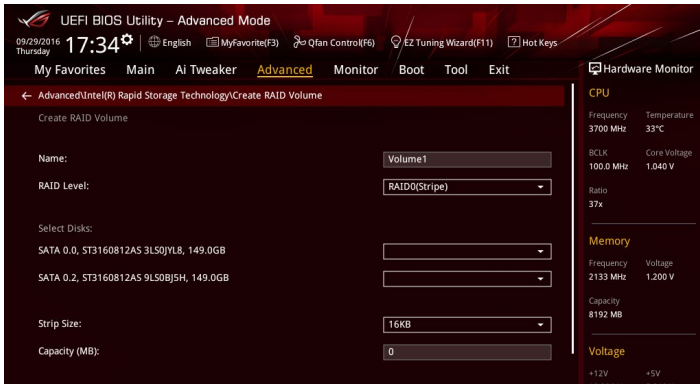 UEFI BIOS Utility – Advanced Mode
09/29/2016 Thursday 17:34 English MyFavorite(F3) Qfan Control(F6) EZ Tuning Wizard(F11) ? Hot Keys
My Favorites Main Ai Tweaker Advanced Monitor Boot Tool Exit
← Advanced\Intel(R) Rapid Storage Technology\Create RAID Volume
Create RAID Volume
Name: Volume1
RAID Level: RAID0(Stripe)
Select Disks:
SATA 0.0, ST3160812AS 3LS0JYL8, 149.0GB
SATA 0.2, ST3160812AS 9LS0BJ5H, 149.0GB
Strip Size: 16KB
Capacity (MB): 0
Hardware Monitor
CPU
Frequency Temperature
3700 MHz 33°C
BCLK Core Voltage
100.0 MHz 1.040 V
Ratio
37x
Memory
Frequency Voltage
2133 MHz 1.200 V
Capacity
8192 MB
Voltage
+12V +5V